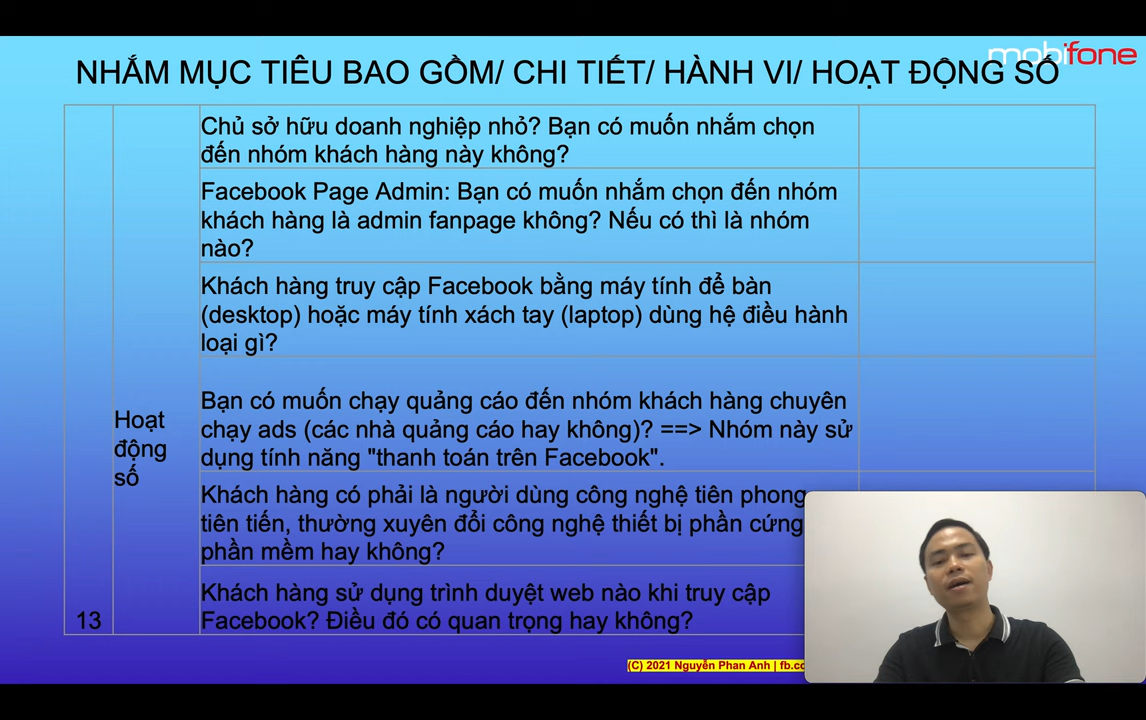 mobifone
NHẮM MỤC TIÊU BAO GỒM/ CHI TIẾT/ HÀNH VI/ HOẠT ĐỘNG SỐ
Chủ sở hữu doanh nghiệp nhỏ? Bạn có muốn nhắm chọn
đến nhóm khách hàng này không?
Facebook Page Admin: Bạn có muốn nhắm chọn đến nhóm
khách hàng là admin fanpage không? Nếu có thì là nhóm
nào?
Khách hàng truy cập Facebook bằng máy tính để bàn
(desktop) hoặc máy tính xách tay (laptop) dùng hệ điều hành
loại gì?
Bạn có muốn chạy quảng cáo đến nhóm khách hàng chuyên
chạy ads (các nhà quảng cáo hay không)? ==> Nhóm này sử
dụng tính năng "thanh toán trên Facebook".
Khách hàng có phải là người dùng công nghệ tiên phong
tiên tiến, thường xuyên đổi công nghệ thiết bị phần cứng
phần mềm hay không?
Khách hàng sử dụng trình duyệt web nào khi truy cập
Facebook? Điều đó có quan trọng hay không?
Hoạt
động
số
13
(C) 2021 Nguyễn Phan Anh | fb.co